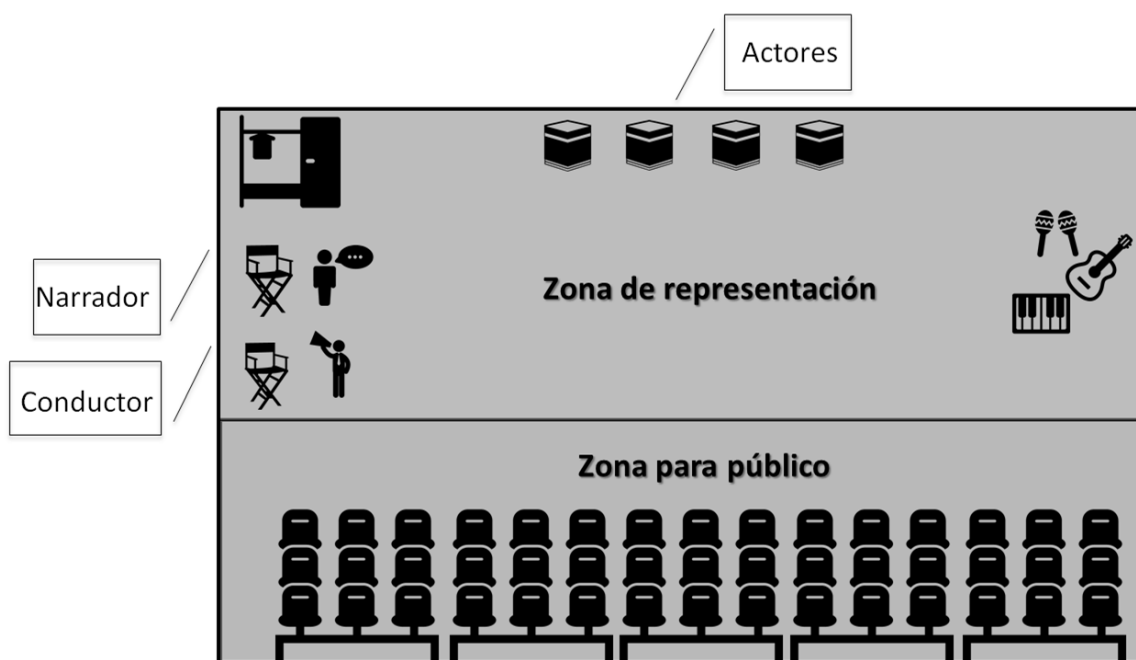 Actores
Narrador
Zona de representación
Conductor
Zona para público